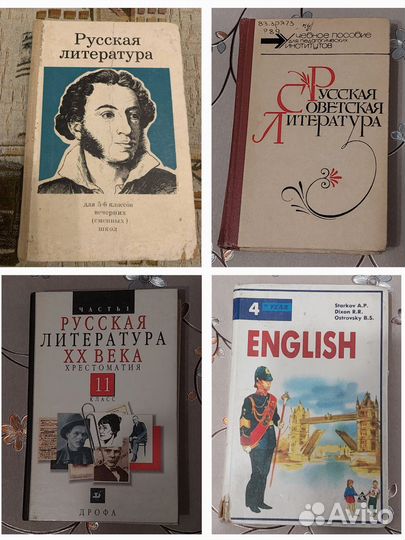 Русская
литература
для 5-6 классов
вечерних
(сменных)
школ
Учебное пособие
для педагогических
институтов
Русская
Советская
Литература
ЧАСТЬ 1
РУССКАЯ
ЛИТЕРАТУРА
XX ВЕКА
ХРЕСТОМАТИЯ
11
КЛАСС
ДРОФА
4
Starkov A.P.
Dixon R.R.
Ostrovsky B.S.
ENGLISH
Avito